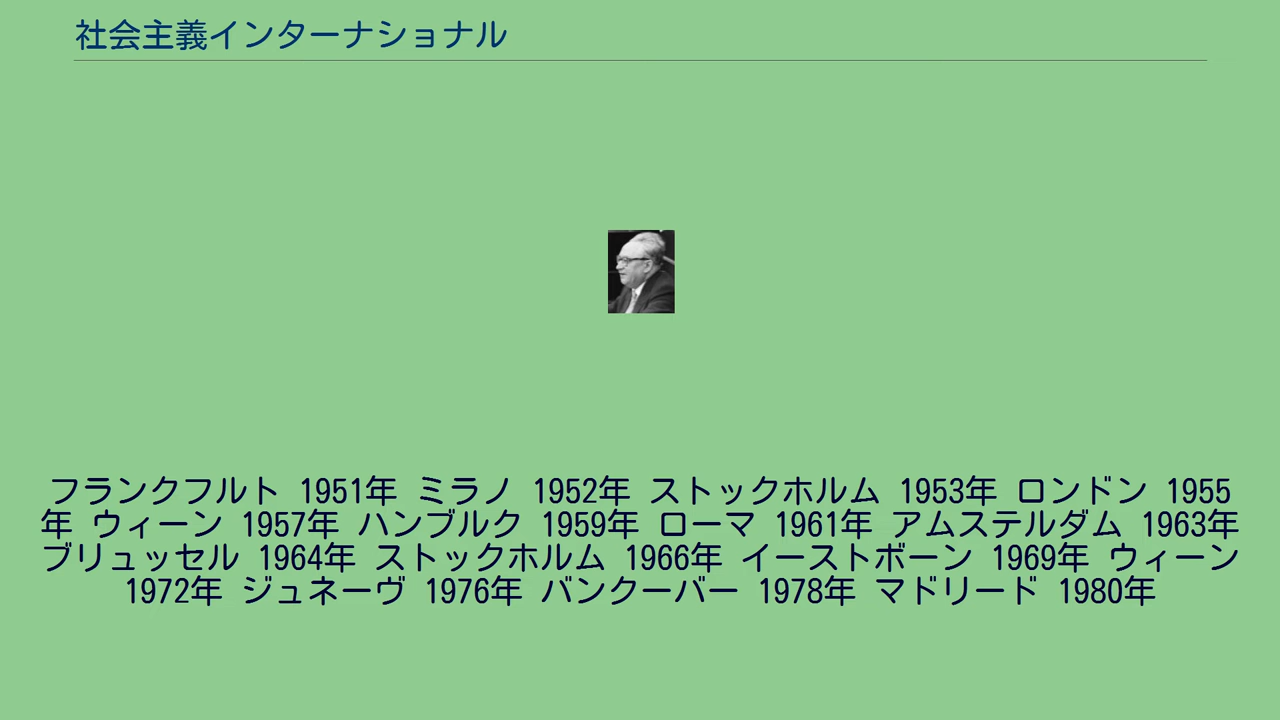 社会主義インターナショナル
フランクフルト 1951年 ミラノ 1952年 ストックホルム 1953年 ロンドン 1955
年 ウィーン 1957年 ハンブルク 1959年 ローマ 1961年 アムステルダム 1963年
ブリュッセル 1964年 ストックホルム 1966年 イーストボーン 1969年 ウィーン
1972年 ジュネーヴ 1976年 バンクーバー 1978年 マドリード 1980年